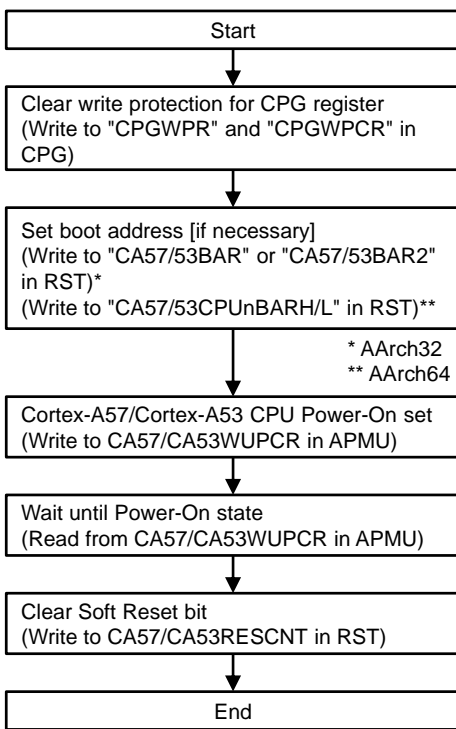 Start
Clear write protection for CPG register
(Write to "CPGWPR" and "CPGWPCR" in
CPG)
Set boot address [if necessary]
(Write to "CA57/53BAR" or "CA57/53BAR2"
in RST)*
(Write to "CA57/53CPUnBARH/L" in RST)**
* AArch32
** AArch64
Cortex-A57/Cortex-A53 CPU Power-On set
(Write to CA57/CA53WUPCR in APMU)
Wait until Power-On state
(Read from CA57/CA53WUPCR in APMU)
Clear Soft Reset bit
(Write to CA57/CA53RESCNT in RST)
End